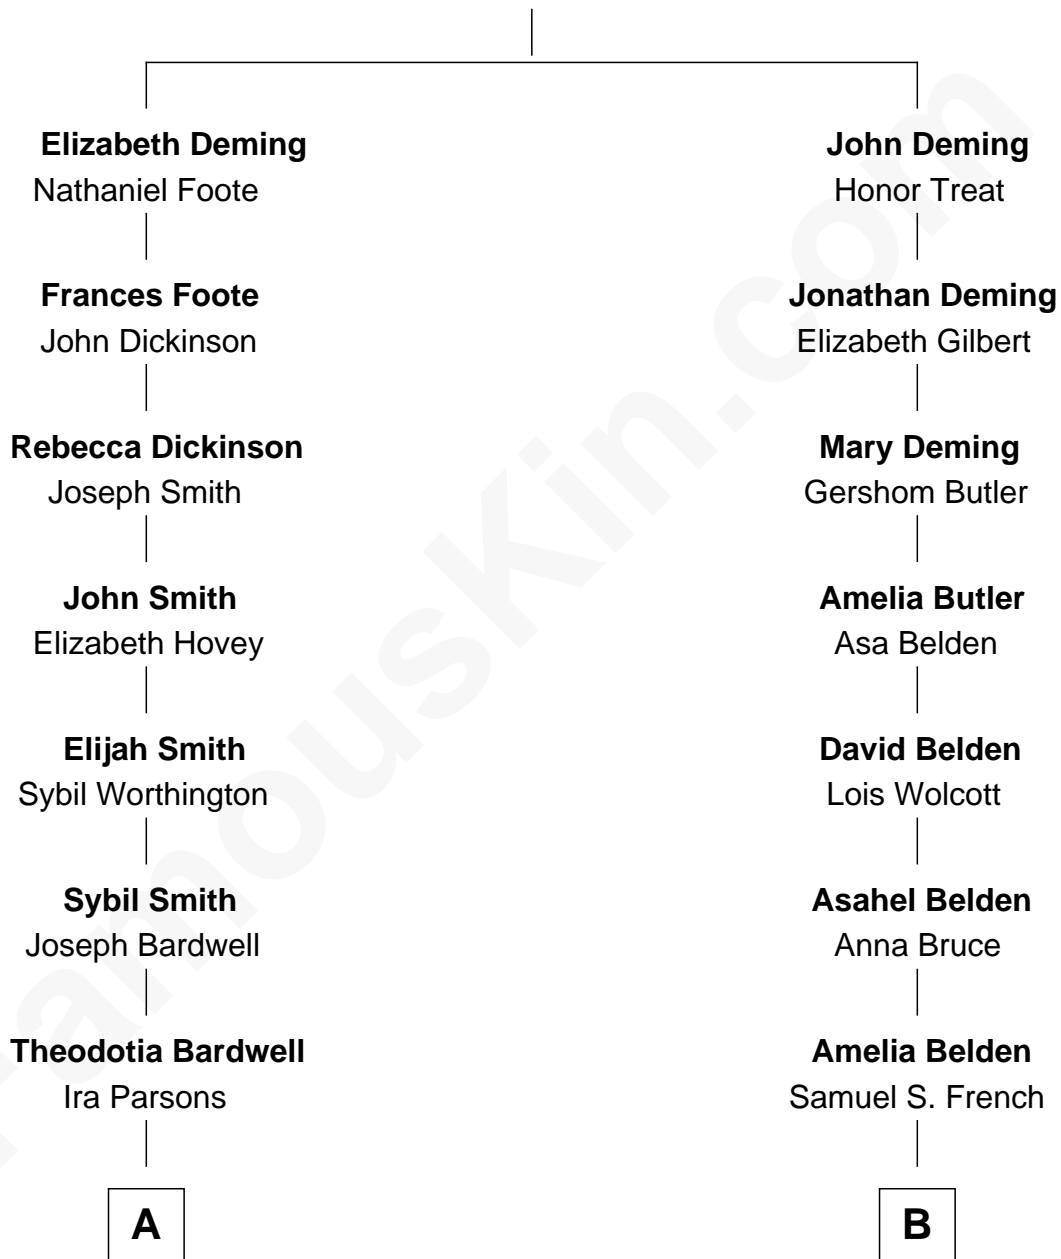 Elizabeth Deming
Nathaniel Foote
Frances Foote
John Dickinson
Rebecca Dickinson
Joseph Smith
John Smith
Elizabeth Hovey
Elijah Smith
Sybil Worthington
Sybil Smith
Joseph Bardwell
Theodotia Bardwell
Ira Parsons
A
John Deming
Honor Treat
Jonathan Deming
Elizabeth Gilbert
Mary Deming
Gershom Butler
Amelia Butler
Asa Belden
David Belden
Lois Wolcott
Asahel Belden
Anna Bruce
Amelia Belden
Samuel S. French
B
FamousKin.com